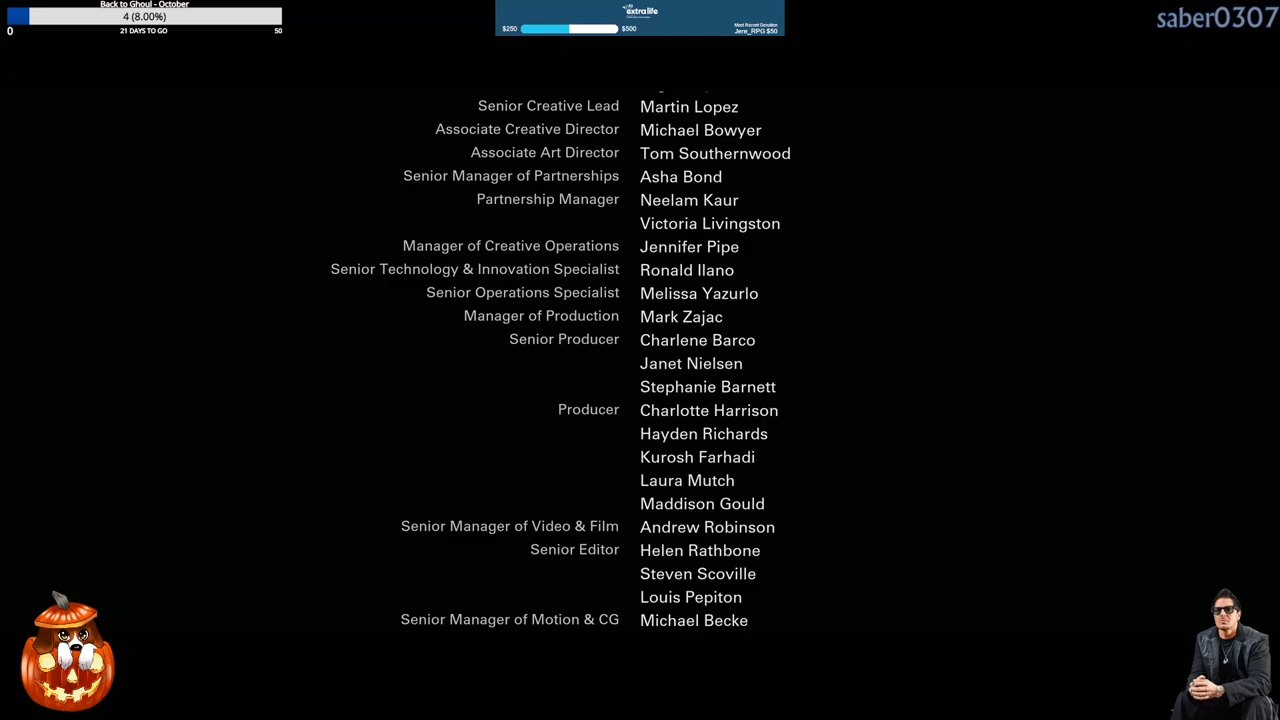 Back to Ghoul - October
4 (8.00%)
0 21 DAYS TO GO 50
extra life
$250 $500
Most Recent Donation
Jere_RPG $50
saber0307
Senior Creative Lead Martin Lopez
Associate Creative Director Michael Bowyer
Associate Art Director Tom Southernwood
Senior Manager of Partnerships Asha Bond
Partnership Manager Neelam Kaur
Victoria Livingston
Manager of Creative Operations Jennifer Pipe
Senior Technology & Innovation Specialist Ronald Ilano
Senior Operations Specialist Melissa Yazurlo
Manager of Production Mark Zajac
Senior Producer Charlene Barco
Janet Nielsen
Stephanie Barnett
Producer Charlotte Harrison
Hayden Richards
Kurosh Farhadi
Laura Mutch
Maddison Gould
Senior Manager of Video & Film Andrew Robinson
Senior Editor Helen Rathbone
Steven Scoville
Louis Pepiton
Senior Manager of Motion & CG Michael Becke